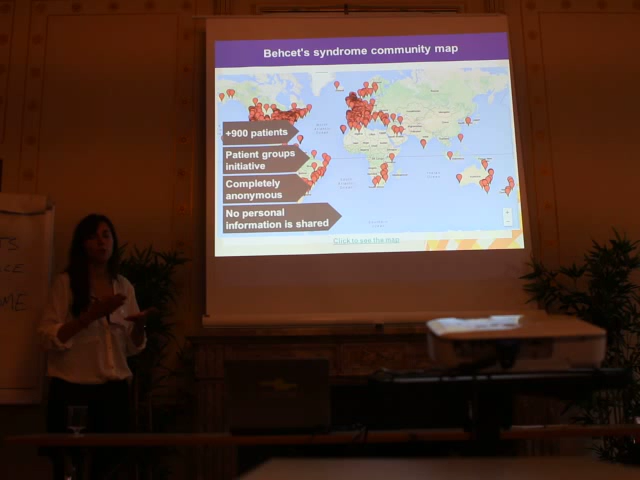 Behcet's syndrome community map
+900 patients
Patient groups
initiative
Completely
anonymous
No personal
information is shared
Click to see the map